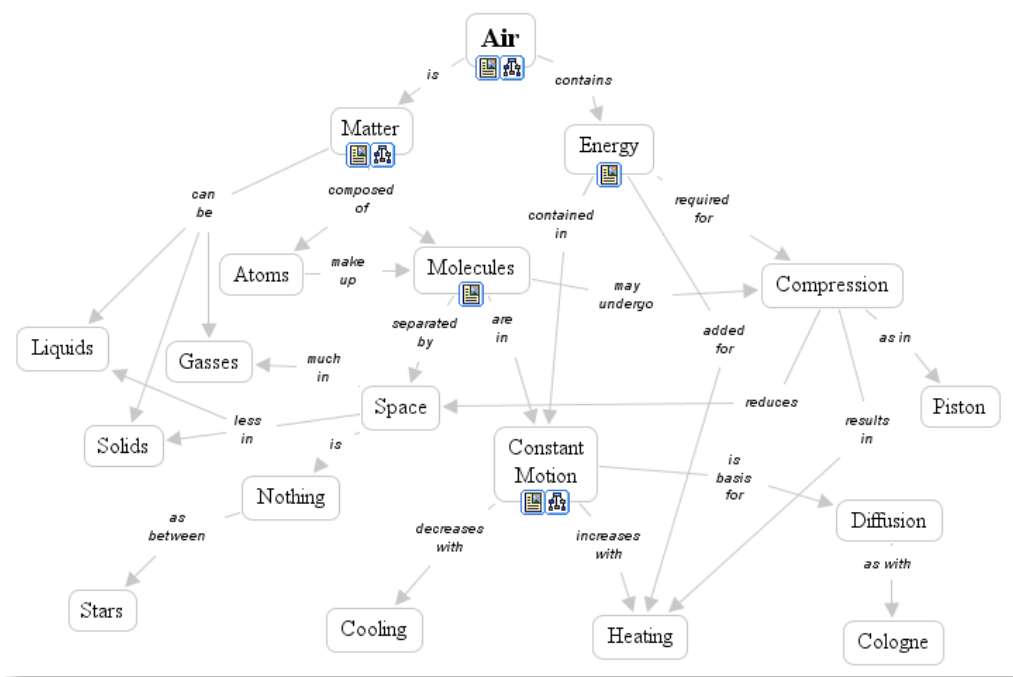 Air
is
contains
Matter
Energy
can
be
composed
of
required
for
contained
in
Atoms
make
up
Molecules
Compression
may
undergo
separated
by
are
in
added
for
as in
Liquids
Gasses
much
in
Space
reduces
Piston
less
in
results
in
Solids
is
Constant
Motion
is
basis
for
Nothing
as
between
decreases
with
increases
with
Diffusion
as with
Stars
Cooling
Heating
Cologne